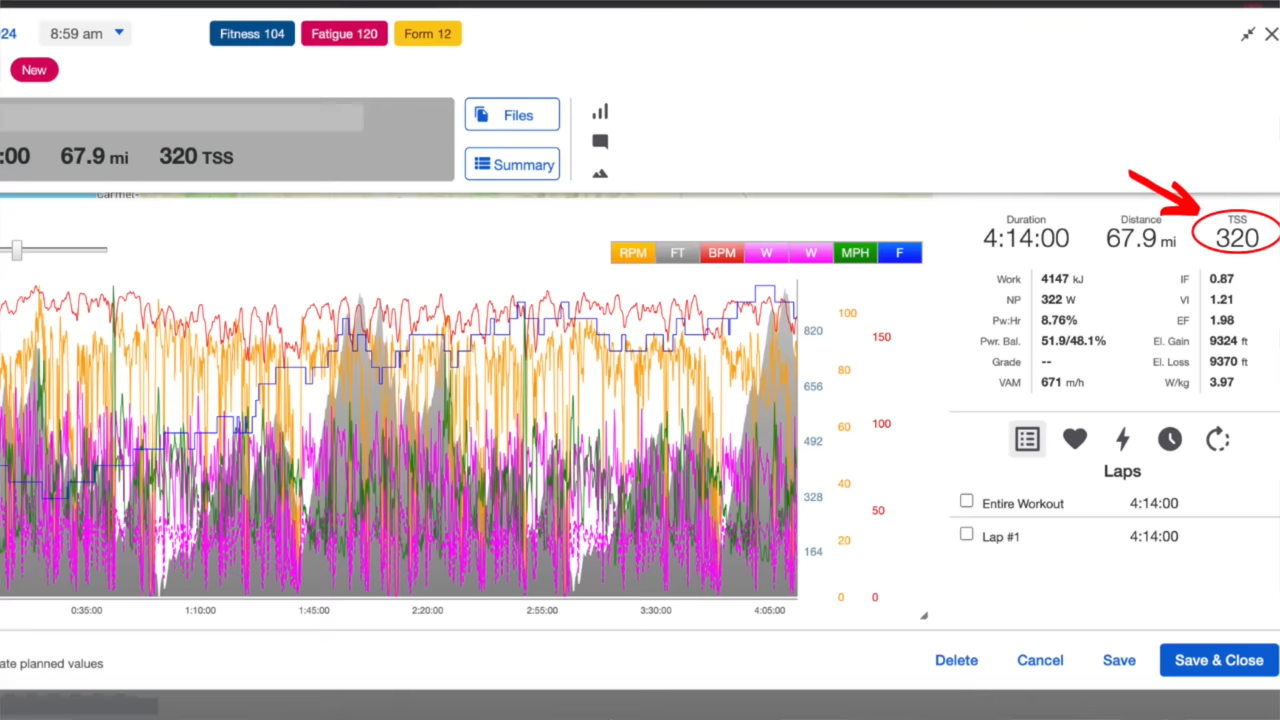 24 8:59 am Fitness 104 Fatigue 120 Form 12
New
Files
:00 67.9 mi 320 TSS
Summary
Carmel-
Duration Distance TSS
4:14:00 67.9 mi 320
RPM FT BPM W W MPH F
Work 4147 kJ IF 0.87
NP 322 W VI 1.21
Pw:Hr 8.76% EF 1.98
Pwr. Bal. 51.9/48.1% El. Gain 9324 ft
Grade -- El. Loss 9370 ft
VAM 671 m/h W/kg 3.97
100
820
150
80
656
60
100
492
40
50
328
20
164
0 0
0:35:00 1:10:00 1:45:00 2:20:00 2:55:00 3:30:00 4:05:00
Laps
Entire Workout 4:14:00
Lap #1 4:14:00
ate planned values Delete Cancel Save Save & Close